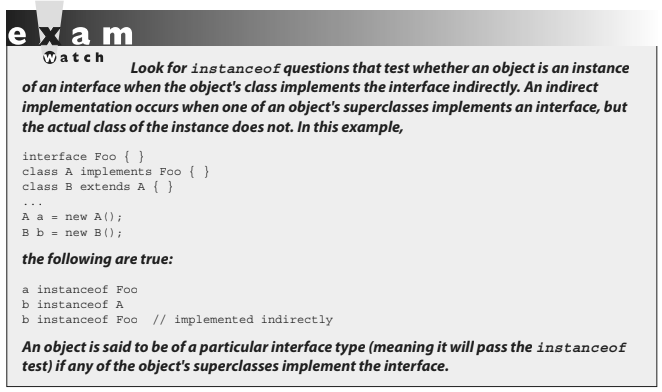 exam
watch
Look for instanceof questions that test whether an object is an instance
of an interface when the object's class implements the interface indirectly. An indirect
implementation occurs when one of an object's superclasses implements an interface, but
the actual class of the instance does not. In this example,
interface Foo { }
class A implements Foo { }
class B extends A { }
...
A a = new A();
B b = new B();
the following are true:
a instanceof Foo
b instanceof A
b instanceof Foo  // implemented indirectly
An object is said to be of a particular interface type (meaning it will pass the instanceof
test) if any of the object's superclasses implement the interface.